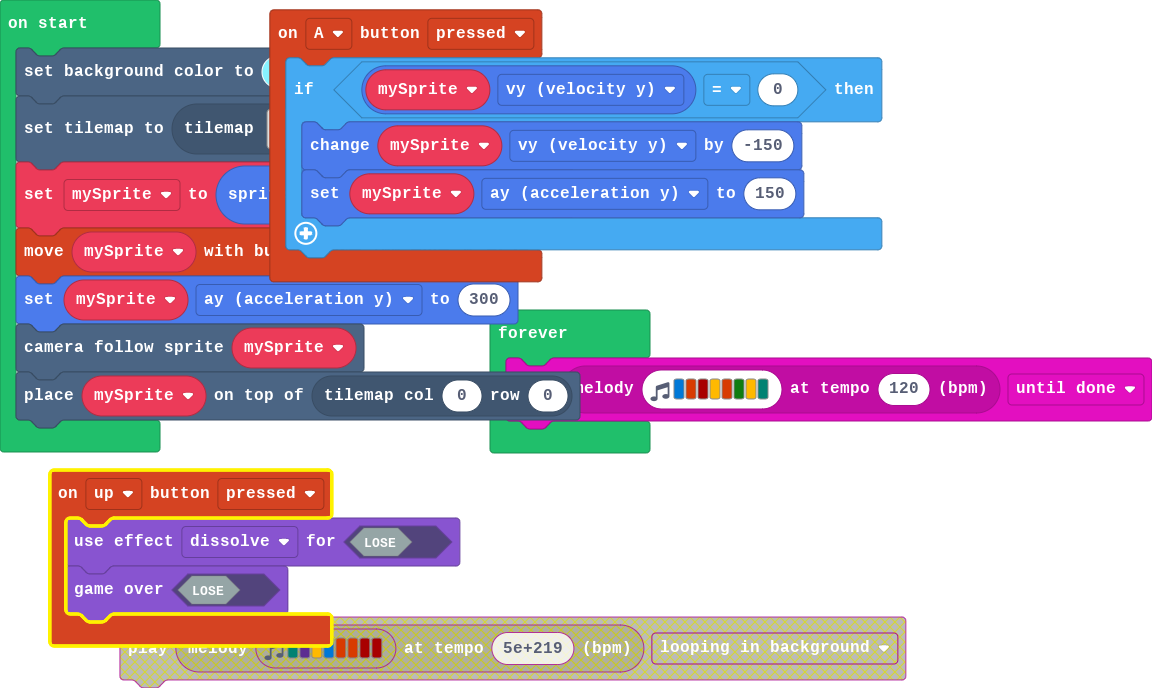 on start
set background color to
set tilemap to tilemap
set mySprite to spri
move mySprite with bu
set mySprite ay (acceleration y) to 300
camera follow sprite mySprite
place mySprite on top of tilemap col 0 row 0
on A button pressed
if mySprite vy (velocity y) = 0 then
change mySprite vy (velocity y) by -150
set mySprite ay (acceleration y) to 150
forever
melody at tempo 120 (bpm) until done
on up button pressed
use effect dissolve for LOSE
game over LOSE
play melody at tempo 5e+219 (bpm) looping in background